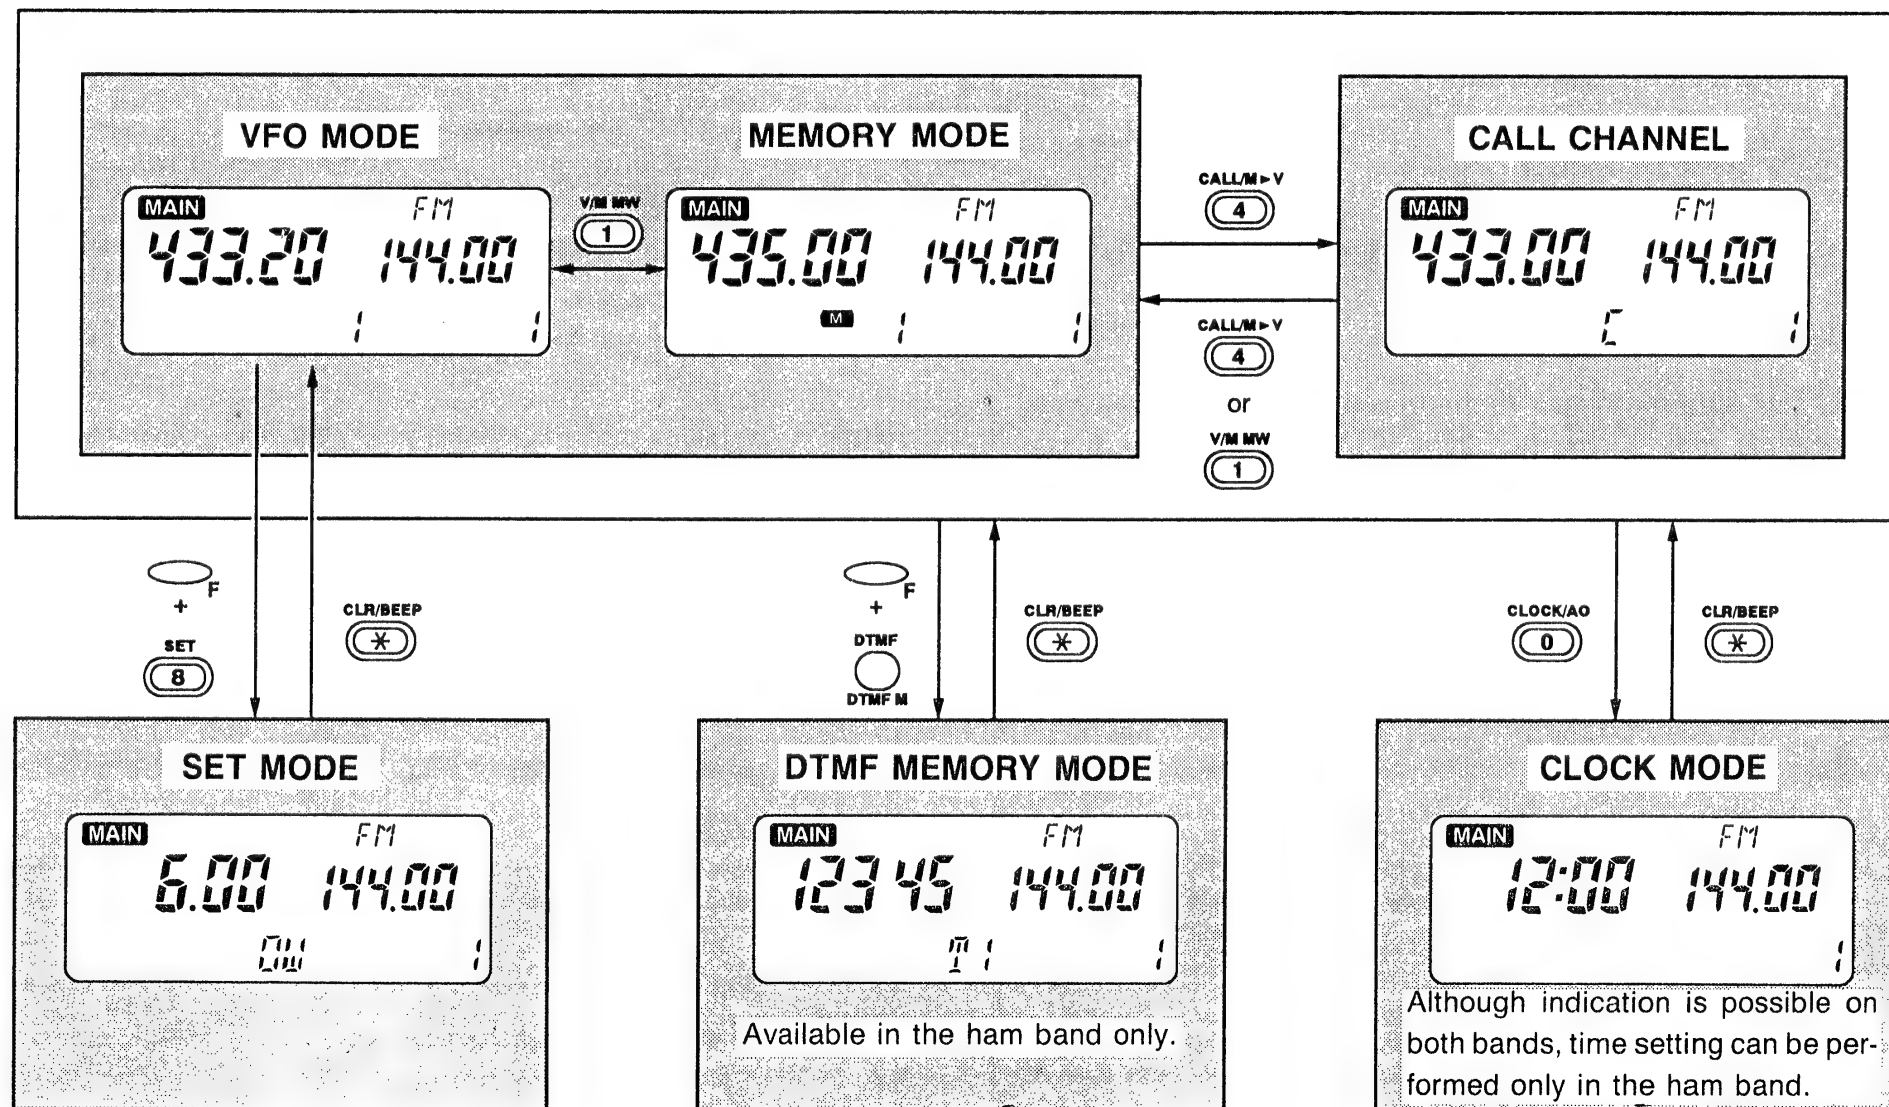 VFO MODE
MEMORY MODE
CALL CHANNEL
MAIN FM
433.20 144.00
1 1
V/M MW
1
MAIN FM
435.00 144.00
M 1 1
CALL/M►V
4
CALL/M►V
4
or
V/M MW
1
MAIN FM
433.00 144.00
C 1
F
+
SET
8
CLR/BEEP
*
F
+
DTMF
DTMF M
CLR/BEEP
*
CLOCK/AO
0
CLR/BEEP
*
SET MODE
MAIN FM
6.00 144.00
OW 1
DTMF MEMORY MODE
MAIN FM
123 45 144.00
T1 1
Available in the ham band only.
CLOCK MODE
MAIN FM
12:00 144.00
1
Although indication is possible on
both bands, time setting can be per-
formed only in the ham band.